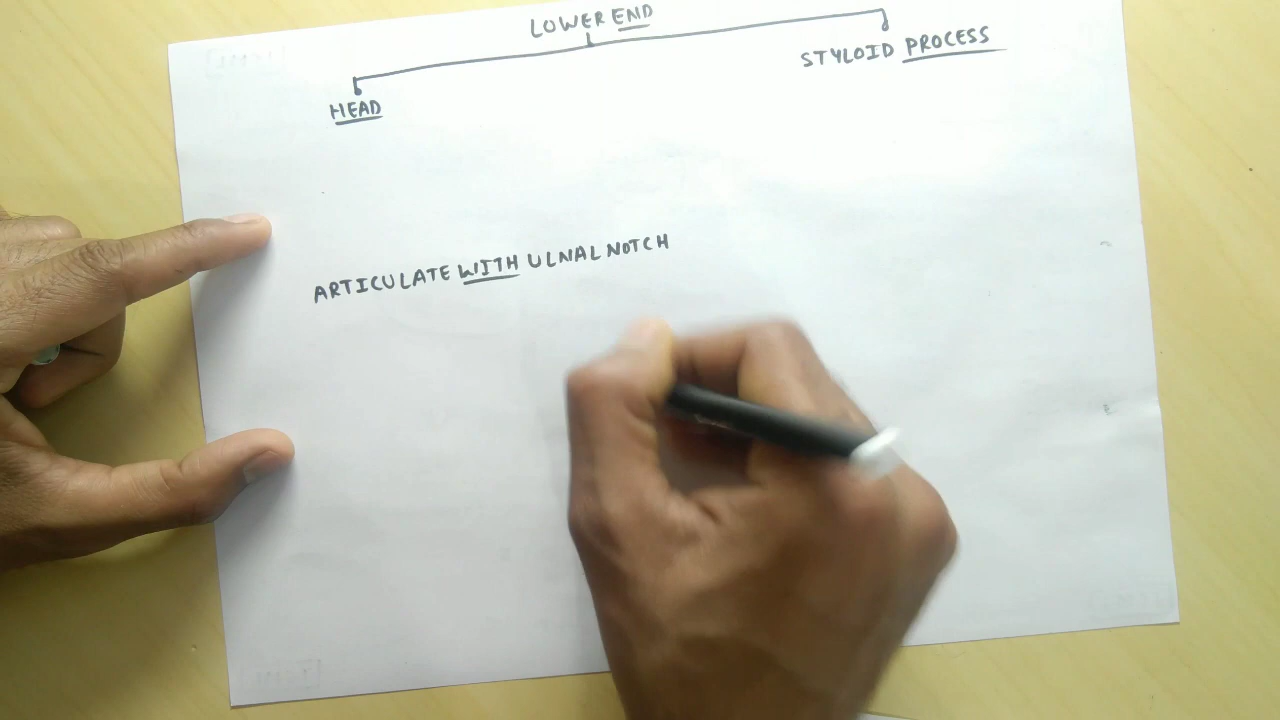 LOWER END
STYLOID PROCESS
HEAD
ARTICULATE WITH ULNAL NOTCH